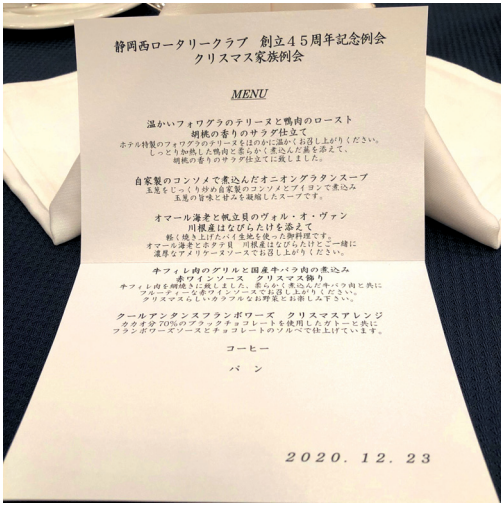 静岡西ロータリークラブ 創立45周年記念例会
クリスマス家族例会
MENU
温かいフォワグラのテリーヌと鴨肉のロースト
胡桃の香りのサラダ仕立て
ホテル特製のフォワグラのテリーヌをほのかに温かくお召し上がりください。
しっとり加熱した鴨肉と柔らかく煮込んだ蕪を添えて、
胡桃の香りのサラダ仕立てに致しました。
自家製のコンソメで煮込んだオニオングラタンスープ
玉葱をじっくり炒め自家製のコンソメとブイヨンで煮込み
玉葱の旨味と甘みを凝縮したスープです。
オマール海老と帆立貝のヴォル・オ・ヴァン
川根産はなびらたけを添えて
軽く焼き上げたパイ生地を使った御料理です。
オマール海老とホタテ貝 川根産はなびらたけとご一緒に
濃厚なアメリケーヌソースでお召し上がりください。
牛フィレ肉のグリルと国産牛バラ肉の煮込み
赤ワインソース クリスマス飾り
牛フィレ肉を網焼きに致しました。柔らかく煮込んだ牛バラ肉と共に
フルーティーな赤ワインソースでお召し上がりください。
クリスマスらしいカラフルなお野菜とお楽しみ下さい。
クールアンタンスフランボワーズ クリスマスアレンジ
カカオ分70%のブラックチョコレートを使用したガトーと共に
フランボワーズソースとチョコレートのソルベで仕上げています。
コーヒー
パン
2020.12.23